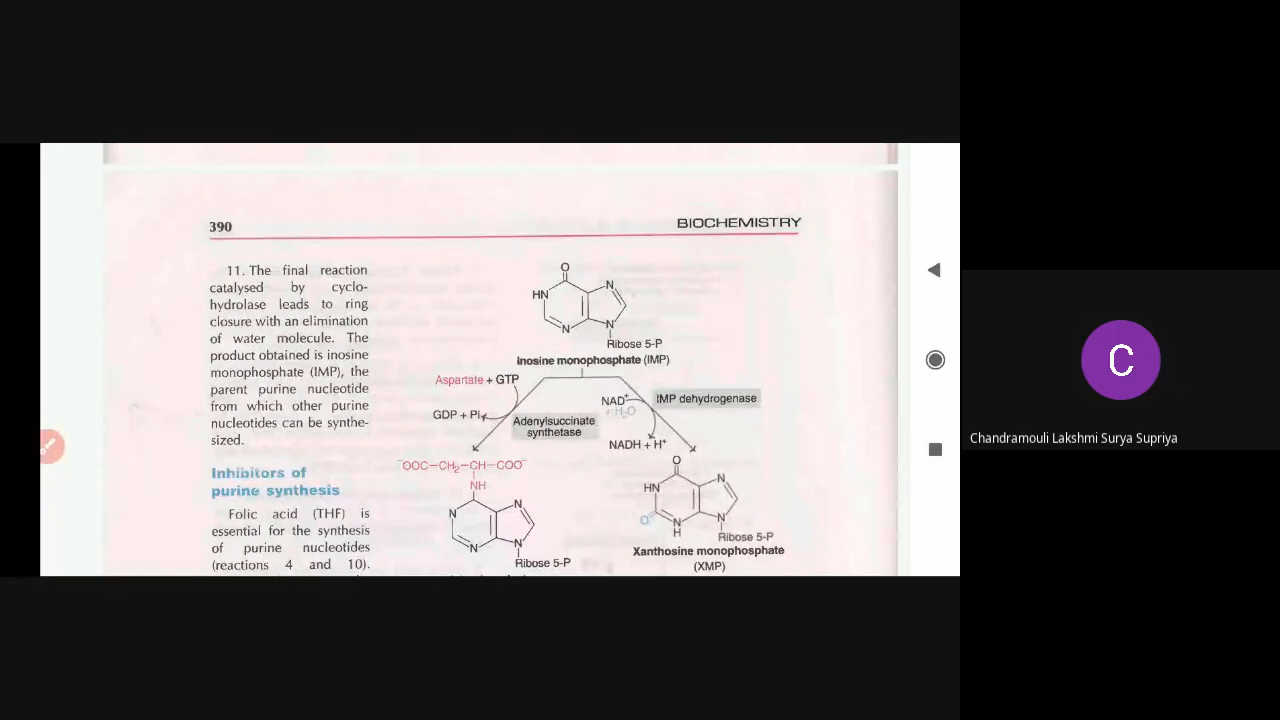 390
BIOCHEMISTRY
11. The final reaction
catalysed by cyclo-
hydrolase leads to ring
closure with an elimination
of water molecule. The
product obtained is inosine
monophosphate (IMP), the
parent purine nucleotide
from which other purine
nucleotides can be synthe-
sized.
Inhibitors of
purine synthesis
Folic acid (THF) is
essential for the synthesis
of purine nucleotides
(reactions 4 and 10).
O
HN
N
N
N
Ribose 5-P
Inosine monophosphate (IMP)
Aspartate + GTP
GDP + Pi
Adenylsuccinate
synthetase
NAD+
+ H2O
IMP dehydrogenase
NADH + H+
⁻OOC—CH2—CH—COO⁻
NH
N
N
N
N
Ribose 5-P
O
HN
N
O
N
H
N
Ribose 5-P
Xanthosine monophosphate
(XMP)
C
Chandramouli Lakshmi Surya Supriya